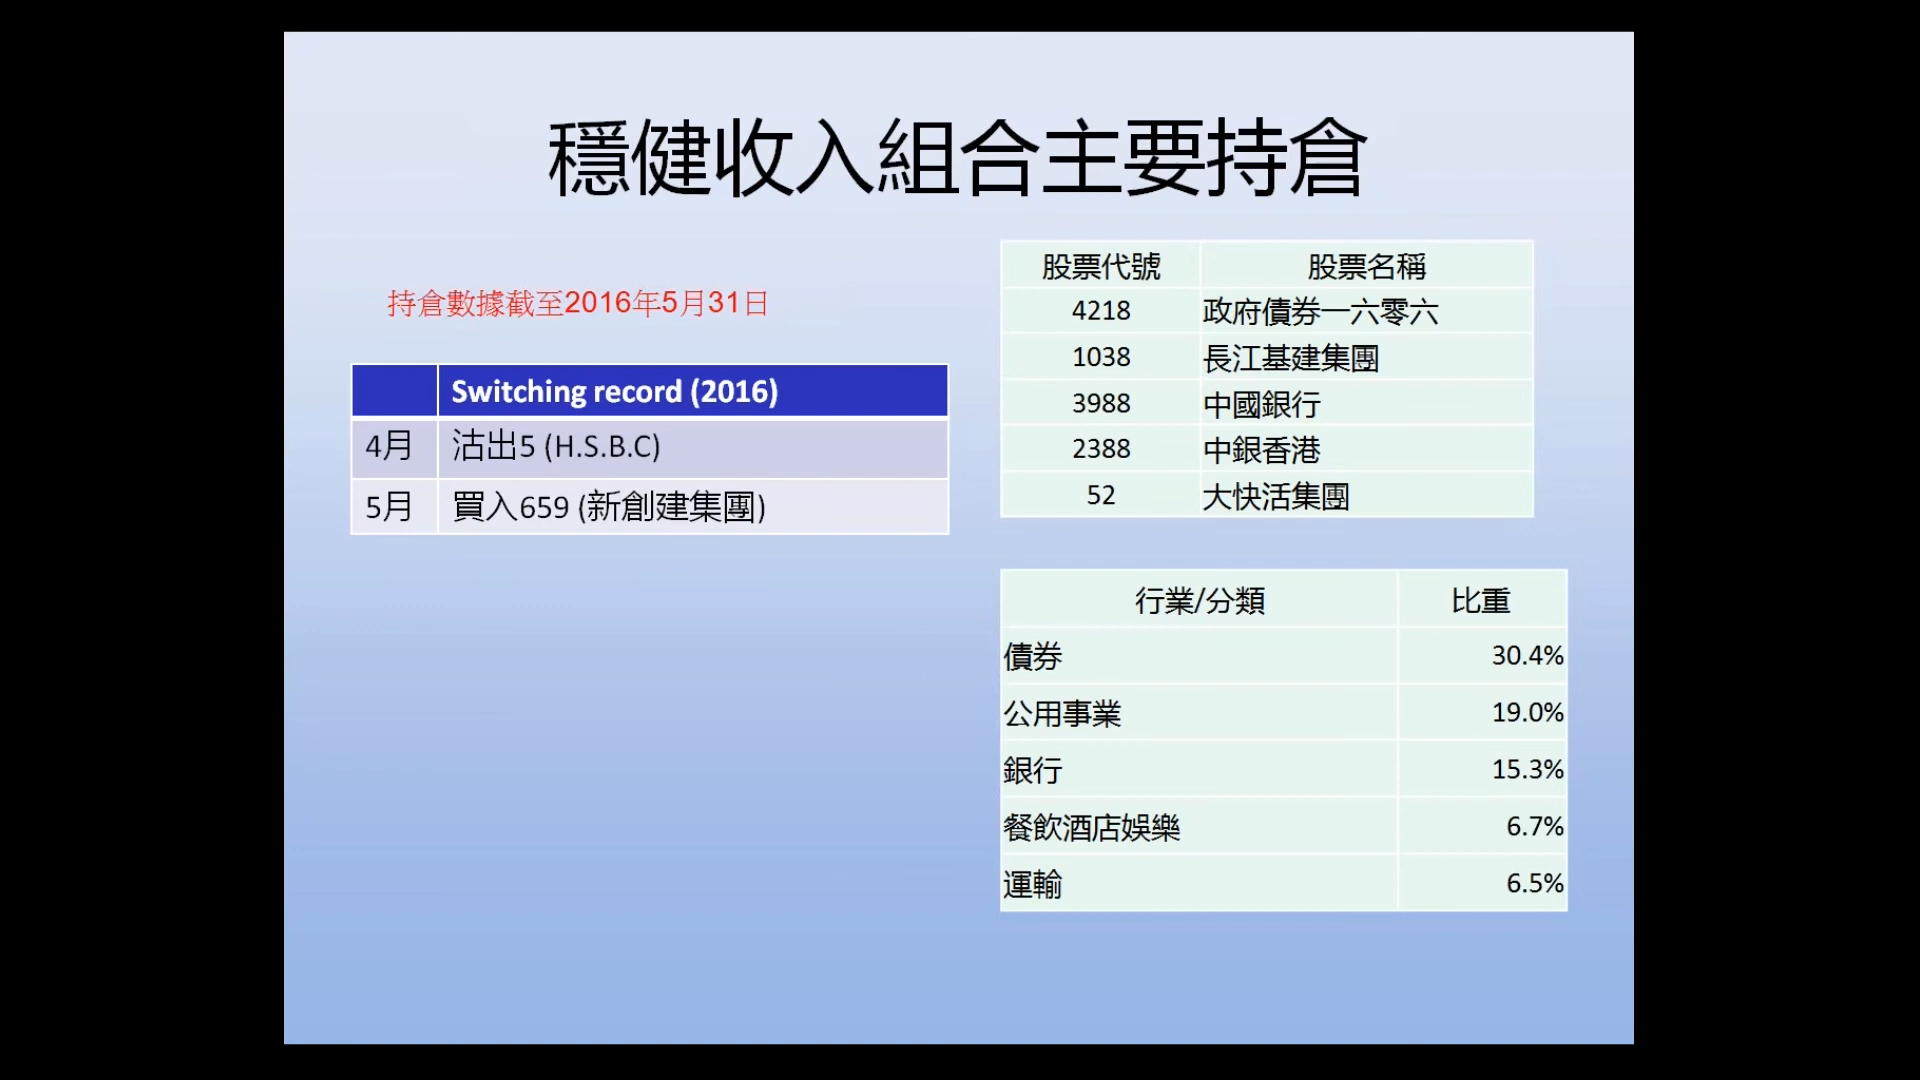 穩健收入組合主要持倉
持倉數據截至2016年5月31日
Switching record (2016)
4月 沽出5 (H.S.B.C)
5月 買入659 (新創建集團)
股票代號 股票名稱
4218 政府債券一六零六
1038 長江基建集團
3988 中國銀行
2388 中銀香港
52 大快活集團
行業/分類 比重
債券 30.4%
公用事業 19.0%
銀行 15.3%
餐飲酒店娛樂 6.7%
運輸 6.5%